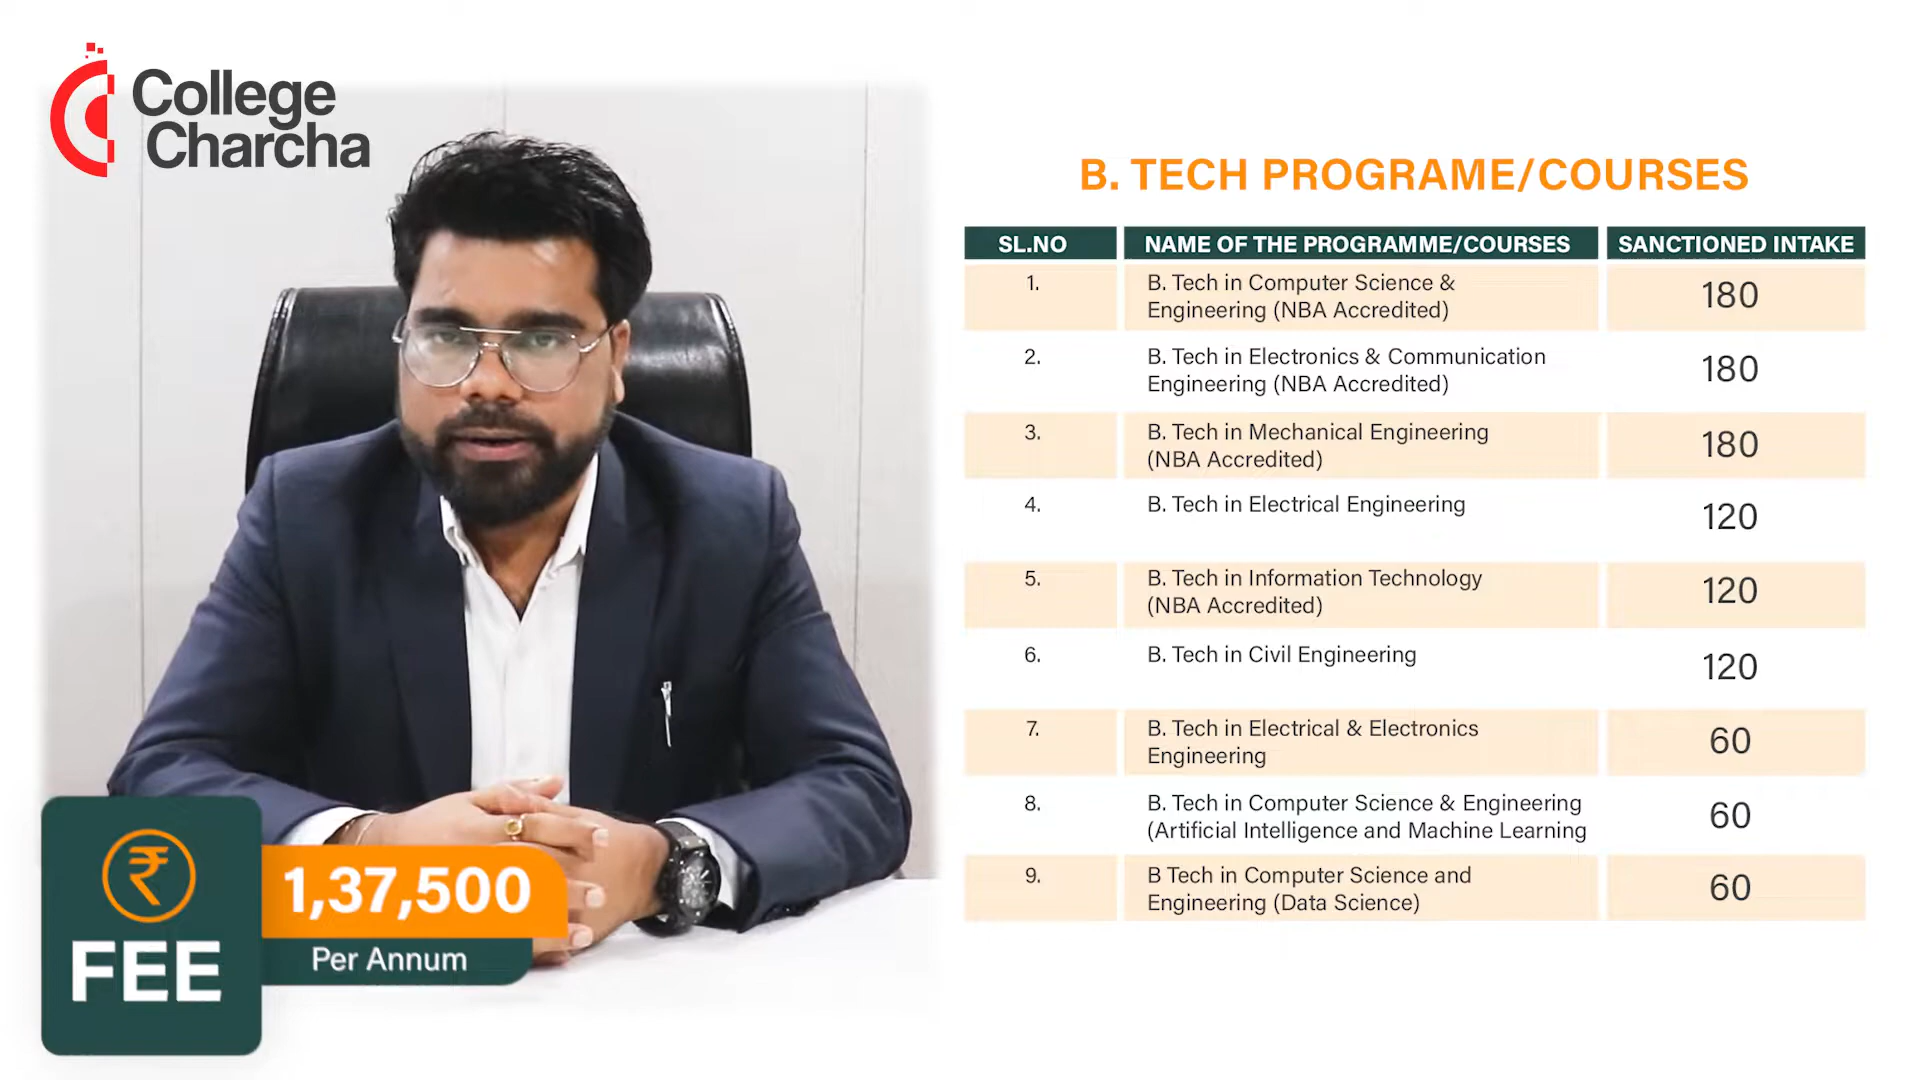 College
Charcha
B. TECH PROGRAME/COURSES
SL.NO NAME OF THE PROGRAMME/COURSES SANCTIONED INTAKE
1. B. Tech in Computer Science & 180
Engineering (NBA Accredited)
2. B. Tech in Electronics & Communication 180
Engineering (NBA Accredited)
3. B. Tech in Mechanical Engineering 180
(NBA Accredited)
4. B. Tech in Electrical Engineering 120
5. B. Tech in Information Technology 120
(NBA Accredited)
6. B. Tech in Civil Engineering 120
7. B. Tech in Electrical & Electronics 60
Engineering
8. B. Tech in Computer Science & Engineering 60
(Artificial Intelligence and Machine Learning
9. B Tech in Computer Science and 60
Engineering (Data Science)
₹
FEE
1,37,500
Per Annum